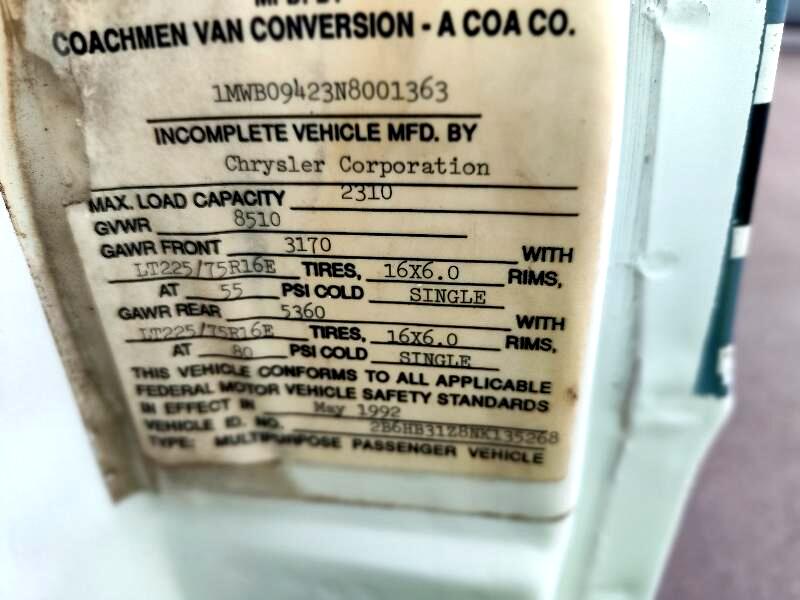 MFD. BY
COACHMEN VAN CONVERSION - A COA CO.
1MWB09423N8001363
INCOMPLETE VEHICLE MFD. BY
Chrysler Corporation
MAX. LOAD CAPACITY 2310
GVWR 8510
GAWR FRONT 3170 WITH
LT225/75R16E TIRES, 16X6.0 RIMS,
AT 55 PSI COLD SINGLE
GAWR REAR 5360 WITH
LT225/75R16E TIRES, 16X6.0 RIMS,
AT 80 PSI COLD SINGLE
THIS VEHICLE CONFORMS TO ALL APPLICABLE
FEDERAL MOTOR VEHICLE SAFETY STANDARDS
IN EFFECT IN May 1992
VEHICLE ID. NO. 2B6HB31Z8NK135268
TYPE: MULTIPURPOSE PASSENGER VEHICLE